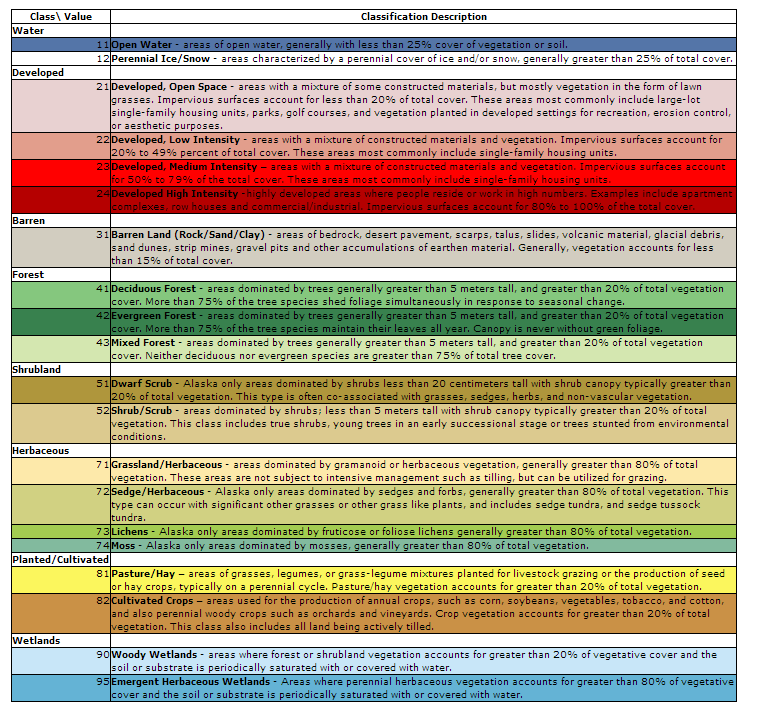 Class\ Value Classification Description
Water
11 Open Water - areas of open water, generally with less than 25% cover of vegetation or soil.
12 Perennial Ice/Snow - areas characterized by a perennial cover of ice and/or snow, generally greater than 25% of total cover.
Developed
21 Developed, Open Space - areas with a mixture of some constructed materials, but mostly vegetation in the form of lawn
grasses. Impervious surfaces account for less than 20% of total cover. These areas most commonly include large-lot
single-family housing units, parks, golf courses, and vegetation planted in developed settings for recreation, erosion control,
or aesthetic purposes.
22 Developed, Low Intensity - areas with a mixture of constructed materials and vegetation. Impervious surfaces account for
20% to 49% percent of total cover. These areas most commonly include single-family housing units.
23 Developed, Medium Intensity – areas with a mixture of constructed materials and vegetation. Impervious surfaces account
for 50% to 79% of the total cover. These areas most commonly include single-family housing units.
24 Developed High Intensity -highly developed areas where people reside or work in high numbers. Examples include apartment
complexes, row houses and commercial/industrial. Impervious surfaces account for 80% to 100% of the total cover.
Barren
31 Barren Land (Rock/Sand/Clay) - areas of bedrock, desert pavement, scarps, talus, slides, volcanic material, glacial debris,
sand dunes, strip mines, gravel pits and other accumulations of earthen material. Generally, vegetation accounts for less
than 15% of total cover.
Forest
41 Deciduous Forest - areas dominated by trees generally greater than 5 meters tall, and greater than 20% of total vegetation
cover. More than 75% of the tree species shed foliage simultaneously in response to seasonal change.
42 Evergreen Forest - areas dominated by trees generally greater than 5 meters tall, and greater than 20% of total vegetation
cover. More than 75% of the tree species maintain their leaves all year. Canopy is never without green foliage.
43 Mixed Forest - areas dominated by trees generally greater than 5 meters tall, and greater than 20% of total vegetation
cover. Neither deciduous nor evergreen species are greater than 75% of total tree cover.
Shrubland
51 Dwarf Scrub - Alaska only areas dominated by shrubs less than 20 centimeters tall with shrub canopy typically greater than
20% of total vegetation. This type is often co-associated with grasses, sedges, herbs, and non-vascular vegetation.
52 Shrub/Scrub - areas dominated by shrubs; less than 5 meters tall with shrub canopy typically greater than 20% of total
vegetation. This class includes true shrubs, young trees in an early successional stage or trees stunted from environmental
conditions.
Herbaceous
71 Grassland/Herbaceous - areas dominated by gramanoid or herbaceous vegetation, generally greater than 80% of total
vegetation. These areas are not subject to intensive management such as tilling, but can be utilized for grazing.
72 Sedge/Herbaceous - Alaska only areas dominated by sedges and forbs, generally greater than 80% of total vegetation. This
type can occur with significant other grasses or other grass like plants, and includes sedge tundra, and sedge tussock
tundra.
73 Lichens - Alaska only areas dominated by fruticose or foliose lichens generally greater than 80% of total vegetation.
74 Moss - Alaska only areas dominated by mosses, generally greater than 80% of total vegetation.
Planted/Cultivated
81 Pasture/Hay – areas of grasses, legumes, or grass-legume mixtures planted for livestock grazing or the production of seed
or hay crops, typically on a perennial cycle. Pasture/hay vegetation accounts for greater than 20% of total vegetation.
82 Cultivated Crops – areas used for the production of annual crops, such as corn, soybeans, vegetables, tobacco, and cotton,
and also perennial woody crops such as orchards and vineyards. Crop vegetation accounts for greater than 20% of total
vegetation. This class also includes all land being actively tilled.
Wetlands
90 Woody Wetlands - areas where forest or shrubland vegetation accounts for greater than 20% of vegetative cover and the
soil or substrate is periodically saturated with or covered with water.
95 Emergent Herbaceous Wetlands - Areas where perennial herbaceous vegetation accounts for greater than 80% of vegetative
cover and the soil or substrate is periodically saturated with or covered with water.